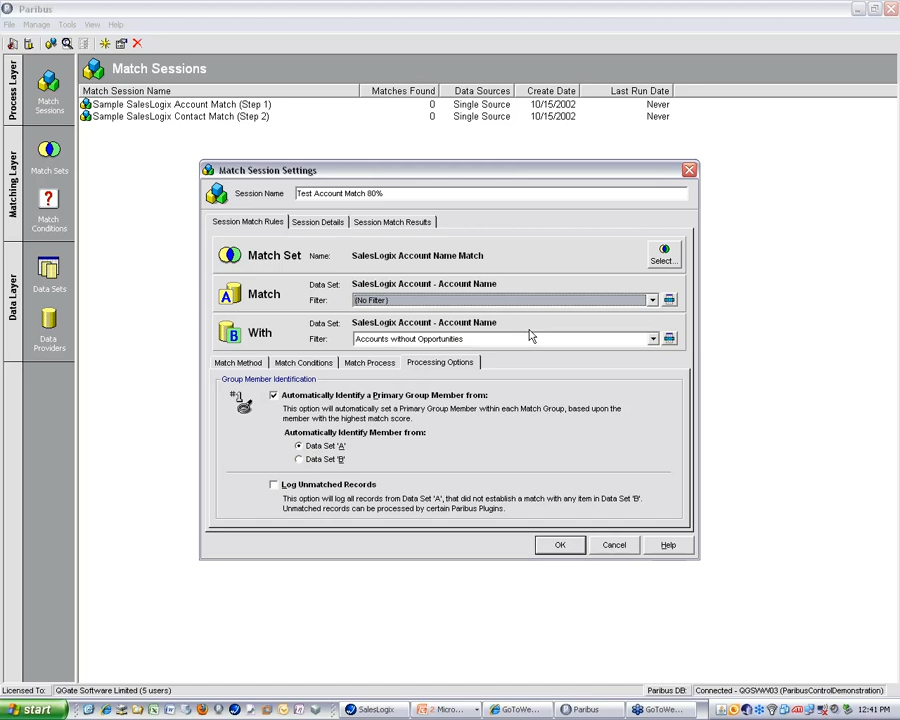 Paribus
File Manage Tools View Help
Process Layer
Matching Layer
Data Layer
Match Sessions
Match Sets
Match Conditions
Data Sets
Data Providers
Match Sessions
Match Session Name Matches Found Data Sources Create Date Last Run Date
Sample SalesLogix Account Match (Step 1) 0 Single Source 10/15/2002 Never
Sample SalesLogix Contact Match (Step 2) 0 Single Source 10/15/2002 Never
Match Session Settings
Session Name Test Account Match 80%
Session Match Rules Session Details Session Match Results
Match Set Name: SalesLogix Account Name Match Select...
A Match Data Set: SalesLogix Account - Account Name
Filter: {No Filter}
B With Data Set: SalesLogix Account - Account Name
Filter: Accounts without Opportunities
Match Method Match Conditions Match Process Processing Options
Group Member Identification
#1 Automatically Identify a Primary Group Member from:
This option will automatically set a Primary Group Member within each Match Group, based upon the
member with the highest match score.
Automatically Identify Member from:
Data Set 'A'
Data Set 'B'
Log Unmatched Records
This option will log all records from Data Set 'A', that did not establish a match with any item in Data Set 'B'.
Unmatched records can be processed by certain Paribus Plugins.
OK Cancel Help
Licensed To: QGate Software Limited (5 users) Paribus DB: Connected - QGSVW03 (ParibusControlDemonstration)
start SalesLogix 2 Micro... GoToWe... Paribus GoToWe... 12:41 PM